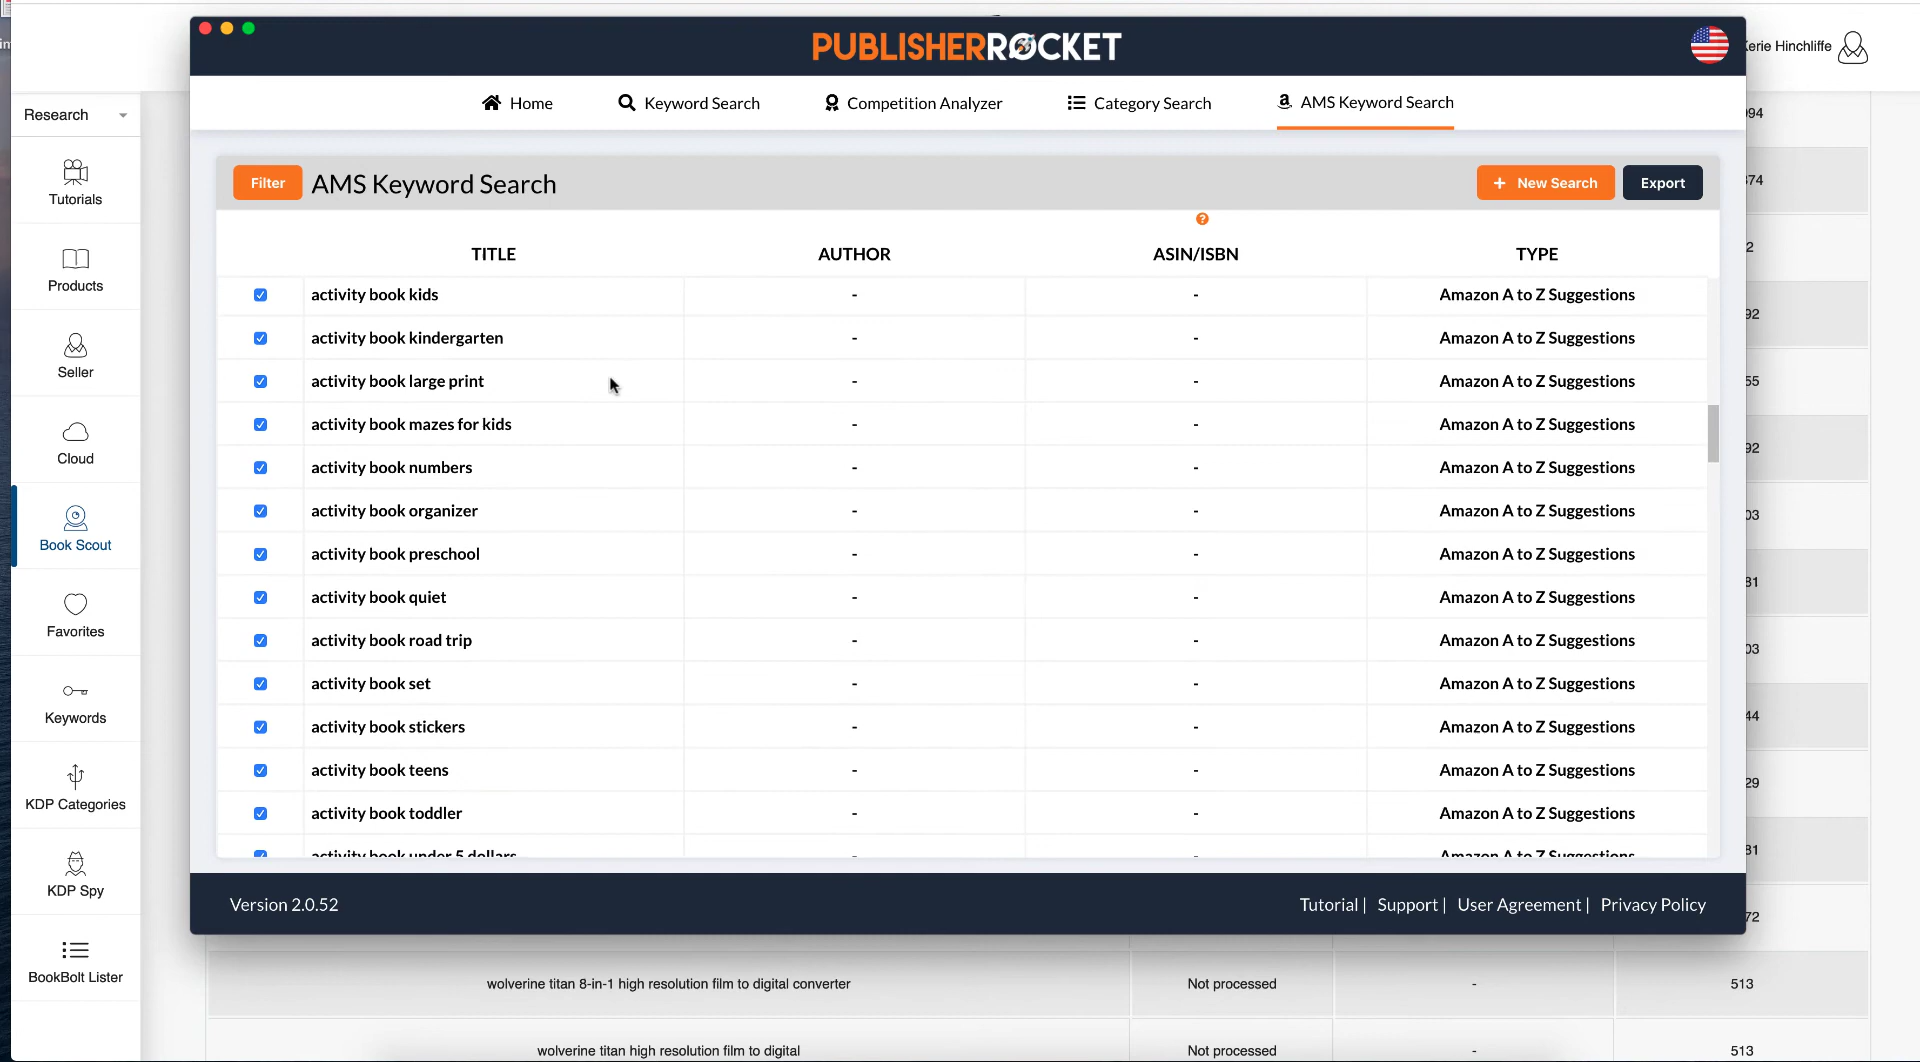 PUBLISHERROCKET
Kerie Hinchliffe
Home
Keyword Search
Competition Analyzer
Category Search
AMS Keyword Search
Research
Tutorials
Products
Seller
Cloud
Book Scout
Favorites
Keywords
KDP Categories
KDP Spy
BookBolt Lister
Filter
AMS Keyword Search
+ New Search
Export
?
TITLE AUTHOR ASIN/ISBN TYPE
activity book kids - - Amazon A to Z Suggestions
activity book kindergarten - - Amazon A to Z Suggestions
activity book large print - - Amazon A to Z Suggestions
activity book mazes for kids - - Amazon A to Z Suggestions
activity book numbers - - Amazon A to Z Suggestions
activity book organizer - - Amazon A to Z Suggestions
activity book preschool - - Amazon A to Z Suggestions
activity book quiet - - Amazon A to Z Suggestions
activity book road trip - - Amazon A to Z Suggestions
activity book set - - Amazon A to Z Suggestions
activity book stickers - - Amazon A to Z Suggestions
activity book teens - - Amazon A to Z Suggestions
activity book toddler - - Amazon A to Z Suggestions
activity book under 5 dollars - - Amazon A to Z Suggestions
Version 2.0.52
Tutorial | Support | User Agreement | Privacy Policy
wolverine titan 8-in-1 high resolution film to digital converter Not processed - 513
wolverine titan high resolution film to digital Not processed - 513